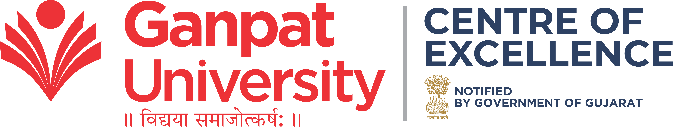 Ganpat
University
॥ विद्यया समाजोत्कर्षः ॥
CENTRE OF
EXCELLENCE
NOTIFIED
BY GOVERNMENT OF GUJARAT